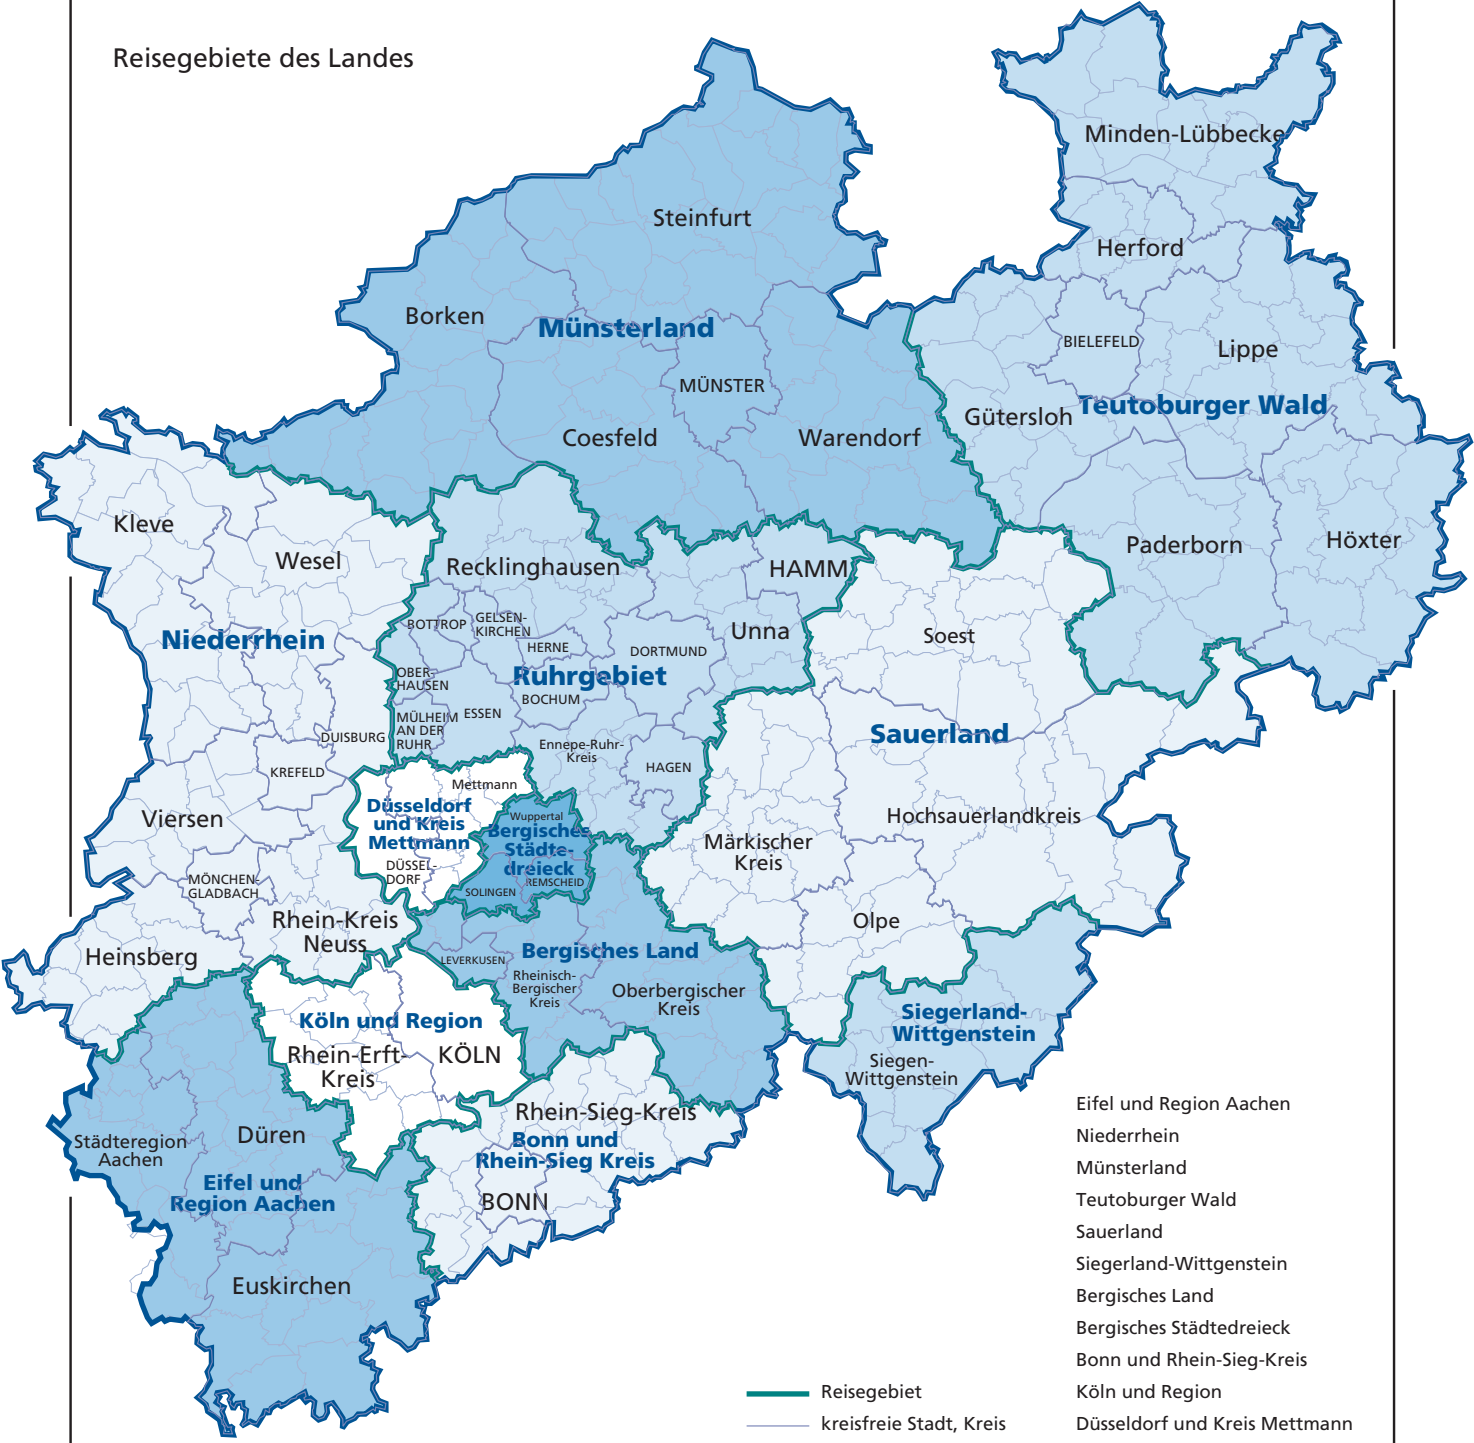 Reisegebiete des Landes
Minden-Lübbecke
Steinfurt
Herford
Borken
Münsterland
BIELEFELD
Lippe
MÜNSTER
Teutoburger Wald
Gütersloh
Coesfeld
Warendorf
Kleve
Wesel
Recklinghausen
HAMM
Paderborn
Höxter
BOTTROP
GELSEN-
KIRCHEN
Niederrhein
HERNE
DORTMUND
Unna
Soest
OBER-
HAUSEN
Ruhrgebiet
BOCHUM
ESSEN
MÜLHEIM
AN DER
RUHR
DUISBURG
Sauerland
Ennepe-Ruhr-
Kreis
HAGEN
KREFELD
Mettmann
Düsseldorf
und Kreis
Mettmann
Viersen
Wuppertal
Bergisches
Städte-
dreieck
Hochsauerlandkreis
Märkischer
Kreis
DÜSSEL-
DORF
SOLINGEN
REMSCHEID
MÖNCHEN-
GLADBACH
Rhein-Kreis
Neuss
Olpe
Heinsberg
LEVERKUSEN
Bergisches Land
Rheinisch-
Bergischer
Kreis
Oberbergischer
Kreis
Köln und Region
Siegerland-
Wittgenstein
Rhein-Erft-
Kreis
KÖLN
Siegen-
Wittgenstein
Rhein-Sieg-Kreis
Städteregion
Aachen
Düren
Bonn und
Rhein-Sieg Kreis
Eifel und
Region Aachen
BONN
Euskirchen
Eifel und Region Aachen
Niederrhein
Münsterland
Teutoburger Wald
Sauerland
Siegerland-Wittgenstein
Bergisches Land
Bergisches Städtedreieck
Bonn und Rhein-Sieg-Kreis
Köln und Region
Düsseldorf und Kreis Mettmann
Reisegebiet
kreisfreie Stadt, Kreis